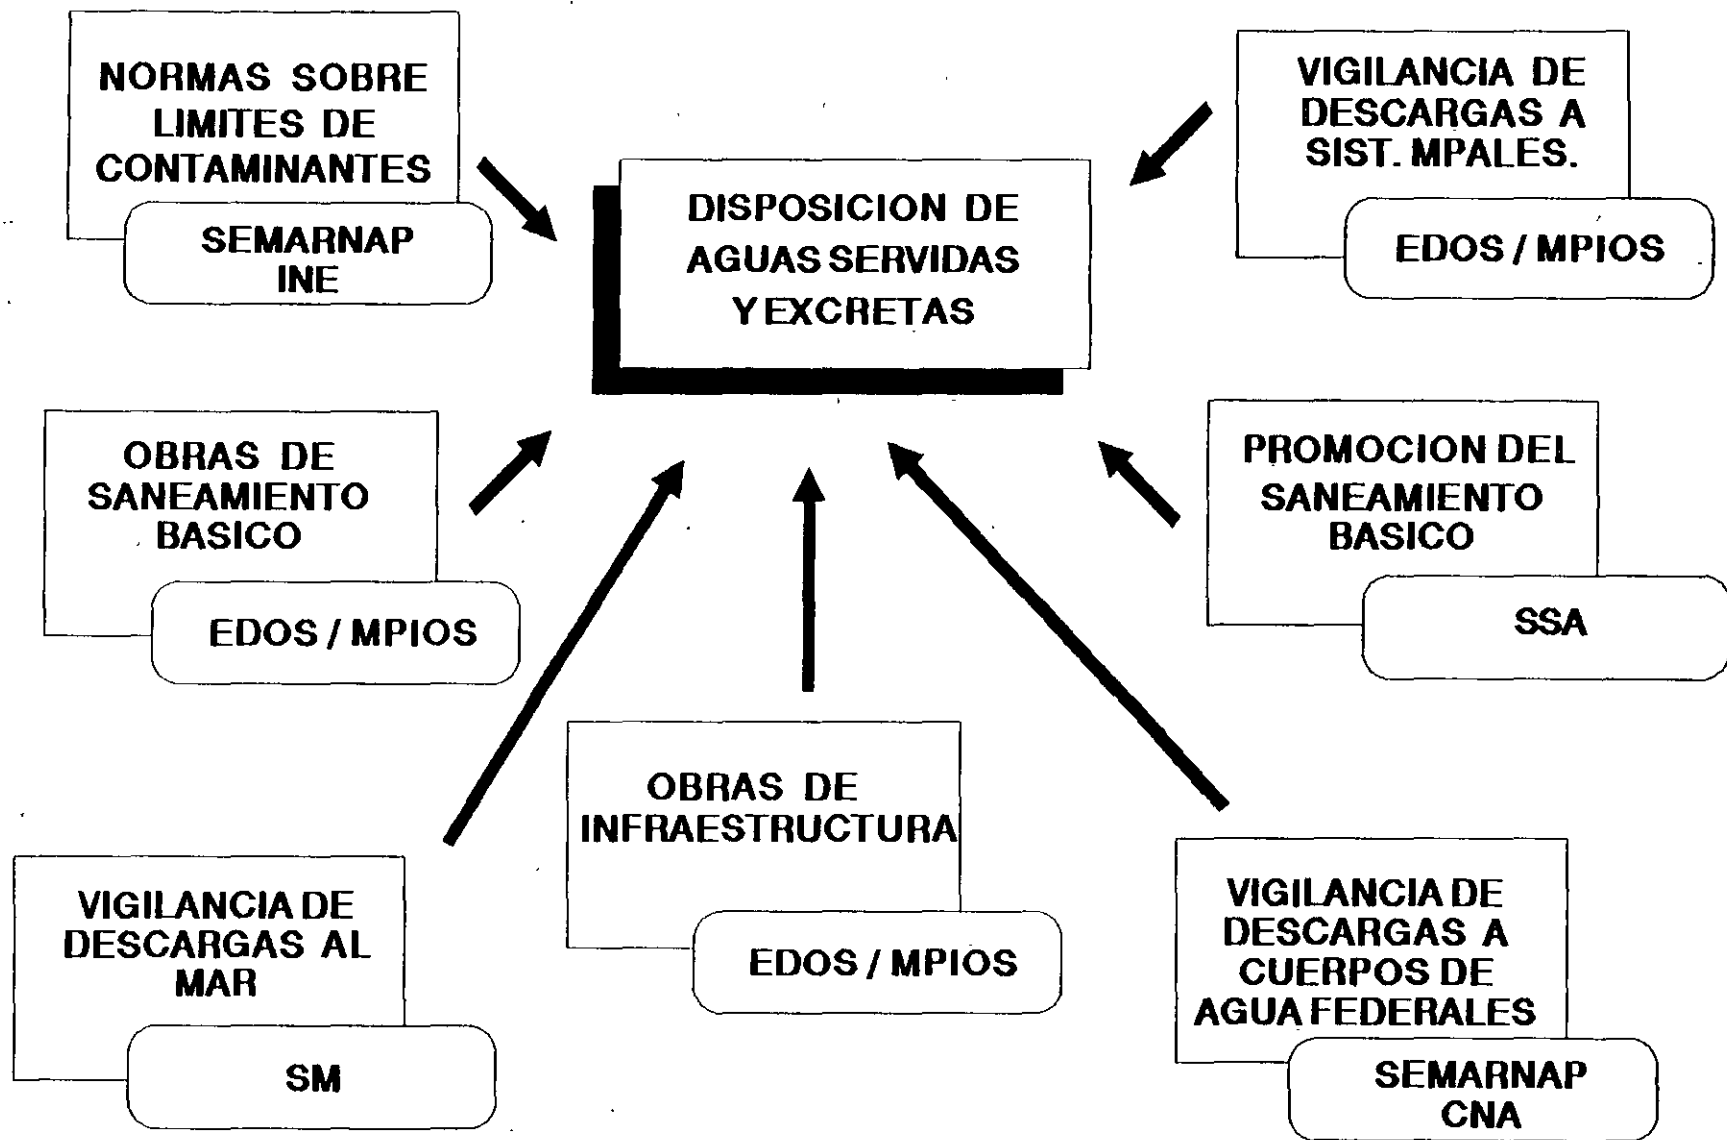 NORMAS SOBRE
LIMITES DE
CONTAMINANTES
SEMARNAP
INE
VIGILANCIA DE
DESCARGAS A
SIST. MPALES.
EDOS / MPIOS
DISPOSICION DE
AGUAS SERVIDAS
Y EXCRETAS
OBRAS DE
SANEAMIENTO
BASICO
EDOS / MPIOS
PROMOCION DEL
SANEAMIENTO
BASICO
SSA
OBRAS DE
INFRAESTRUCTURA
EDOS / MPIOS
VIGILANCIA DE
DESCARGAS AL
MAR
SM
VIGILANCIA DE
DESCARGAS A
CUERPOS DE
AGUA FEDERALES
SEMARNAP
CNA